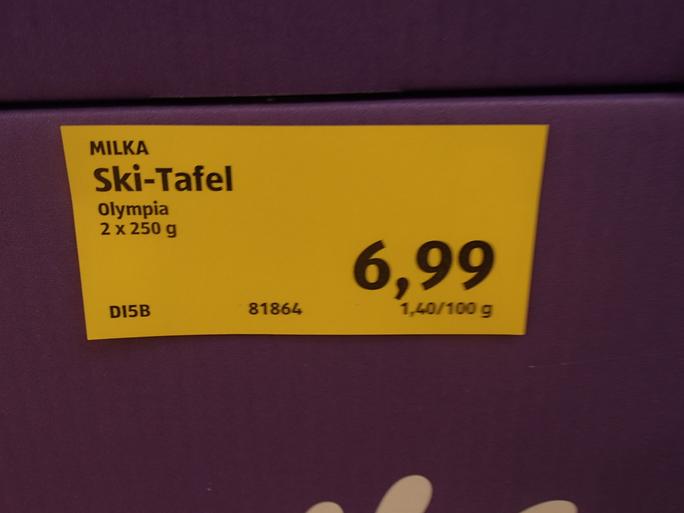 MILKA
Ski-Tafel
Olympia
2 x 250 g
6,99
DI5B 81864 1,40/100 g